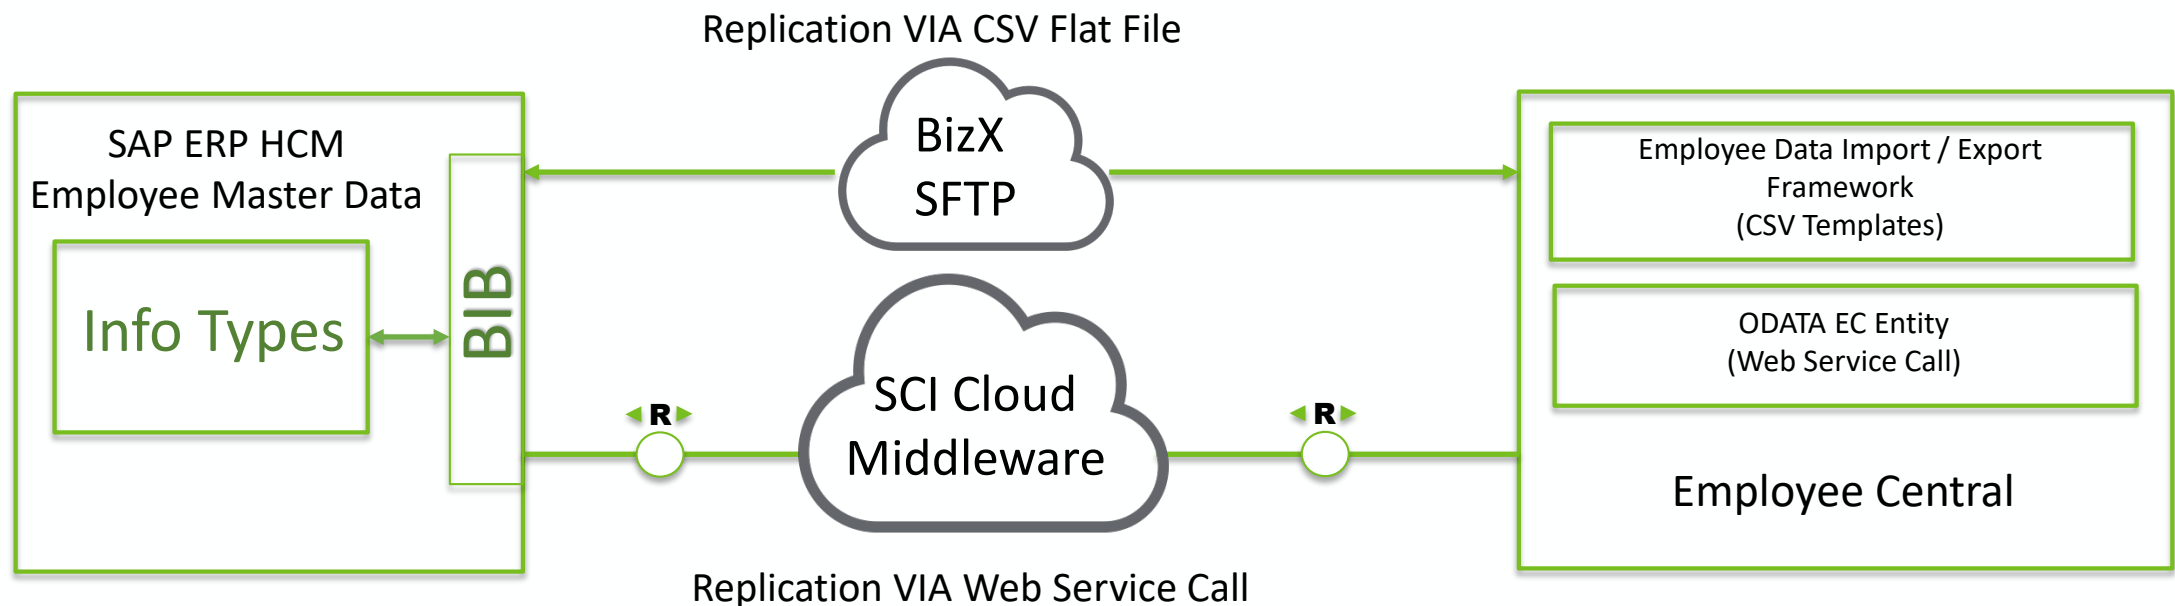 Replication VIA CSV Flat File
SAP ERP HCM
Employee Master Data
Info Types
BIB
BizX
SFTP
SCI Cloud
Middleware
R
R
Replication VIA Web Service Call
Employee Data Import / Export
Framework
(CSV Templates)
ODATA EC Entity
(Web Service Call)
Employee Central